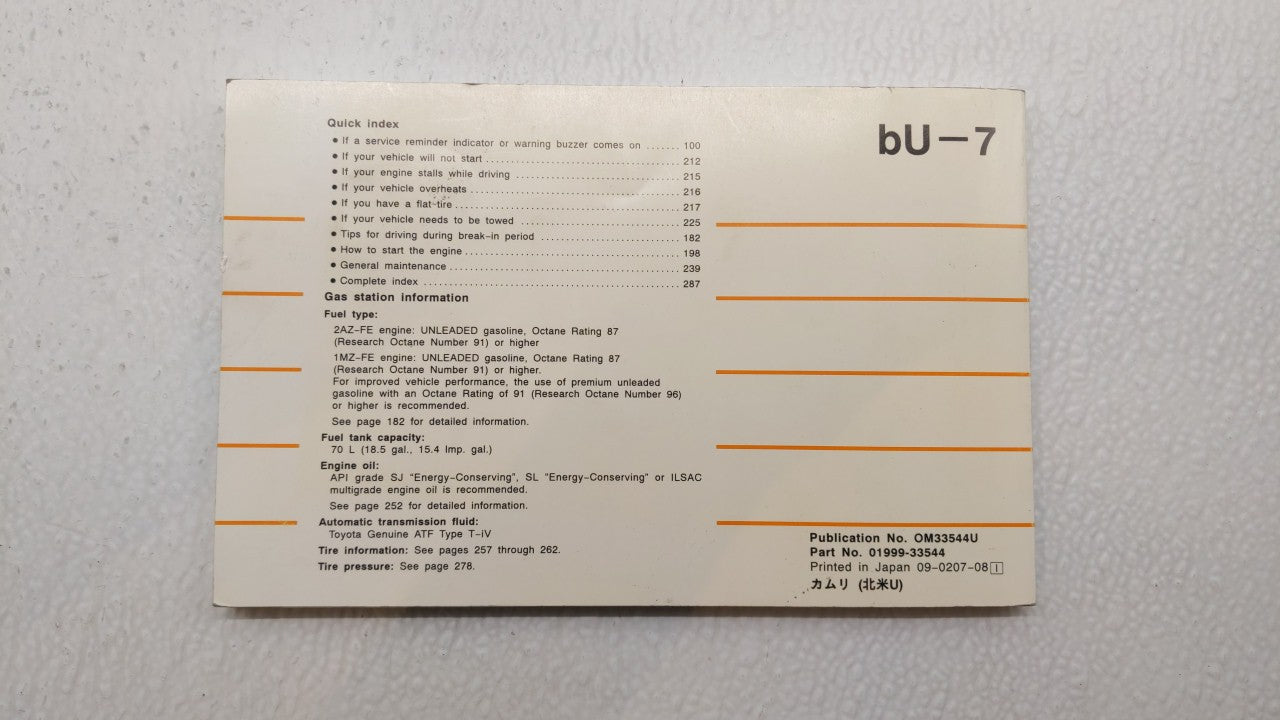 Quick index
● If a service reminder indicator or warning buzzer comes on ....... 100
● If your vehicle will not start ........................................ 212
● If your engine stalls while driving .................................. 215
● If your vehicle overheats ........................................... 216
● If you have a flat tire .............................................. 217
● If your vehicle needs to be towed .................................. 225
● Tips for driving during break-in period ............................. 182
● How to start the engine ............................................ 198
● General maintenance ............................................... 239
● Complete index .................................................... 287
Gas station information
Fuel type:
2AZ-FE engine: UNLEADED gasoline, Octane Rating 87
(Research Octane Number 91) or higher
1MZ-FE engine: UNLEADED gasoline, Octane Rating 87
(Research Octane Number 91) or higher.
For improved vehicle performance, the use of premium unleaded
gasoline with an Octane Rating of 91 (Research Octane Number 96)
or higher is recommended.
See page 182 for detailed information.
Fuel tank capacity:
70 L (18.5 gal., 15.4 Imp. gal.)
Engine oil:
API grade SJ "Energy-Conserving", SL "Energy-Conserving" or ILSAC
multigrade engine oil is recommended.
See page 252 for detailed information.
Automatic transmission fluid:
Toyota Genuine ATF Type T-IV
Tire information: See pages 257 through 262.
Tire pressure: See page 278.
bU-7
Publication No. OM33544U
Part No. 01999-33544
Printed in Japan 09-0207-08 I
カムリ (北米U)